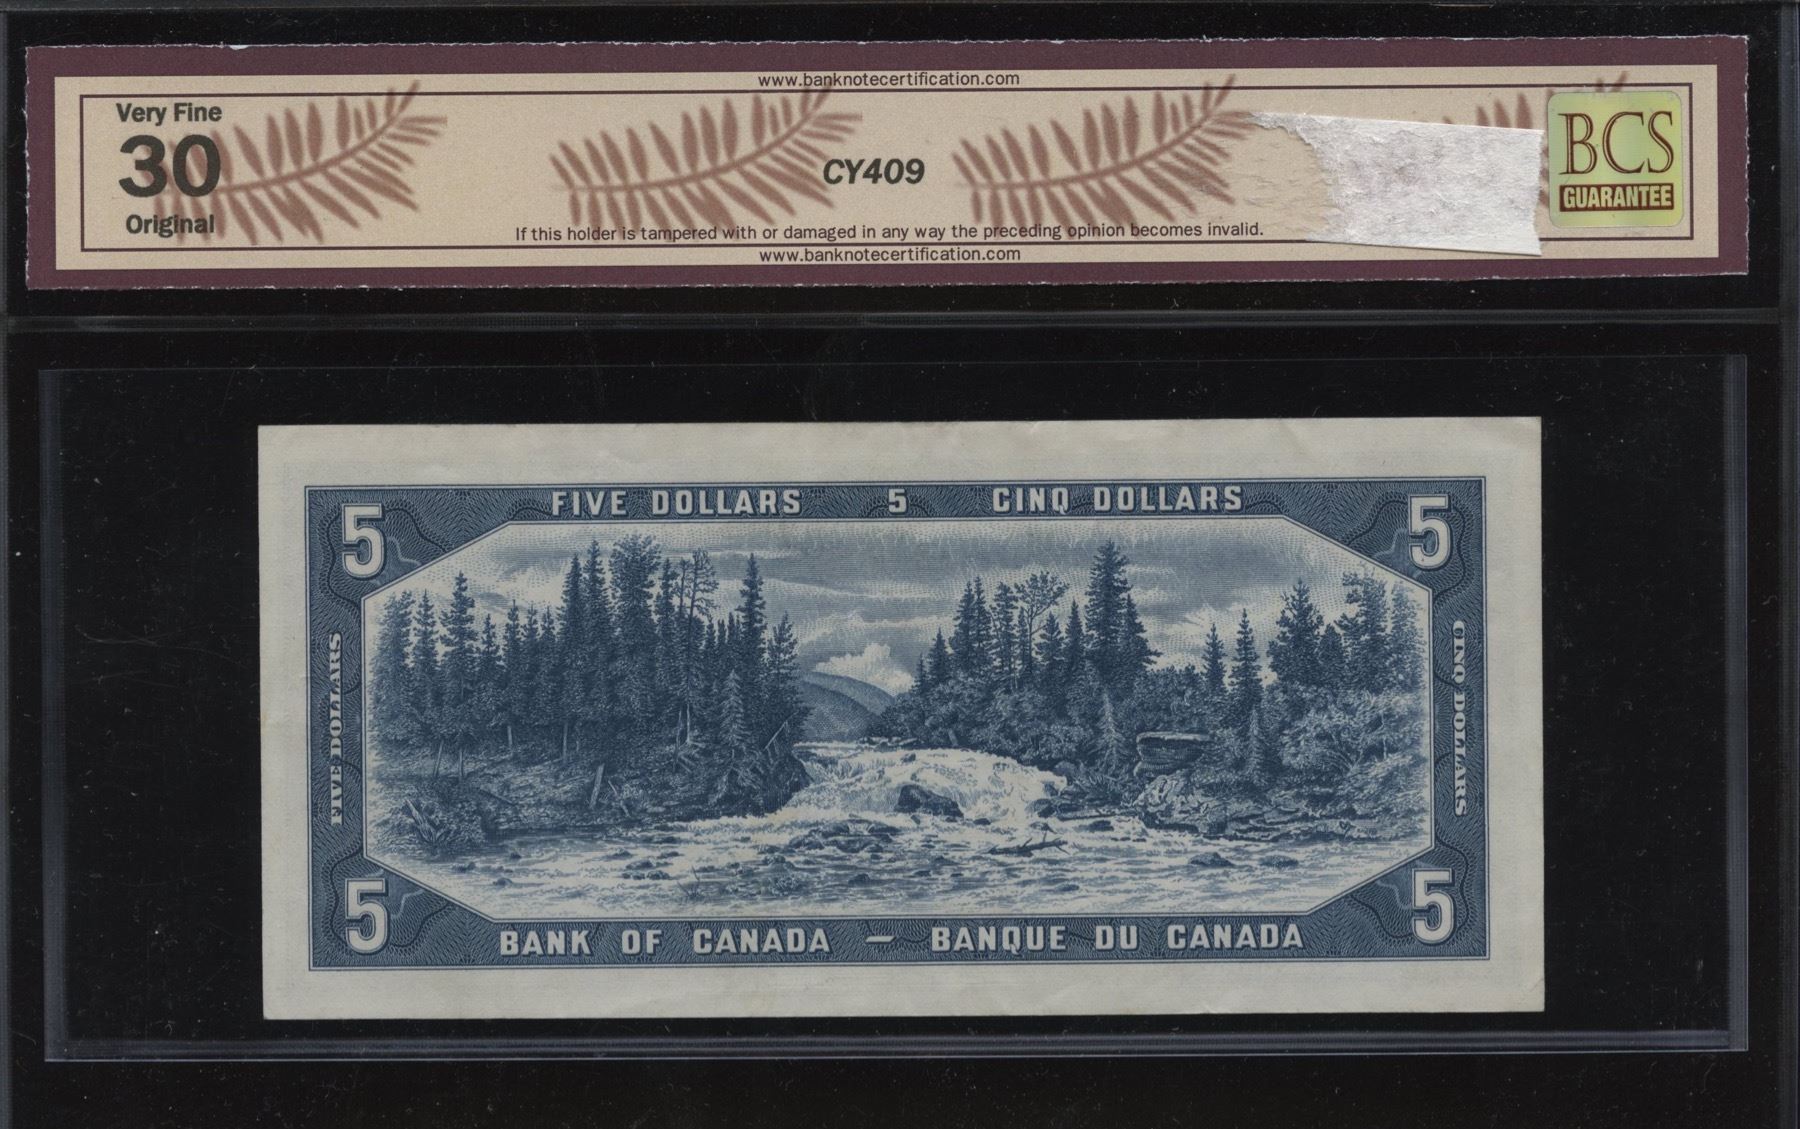 www.banknotecertification.com
Very Fine
30
Original
CY409
BCS
GUARANTEE
If this holder is tampered with or damaged in any way the preceding opinion becomes invalid.
www.banknotecertification.com
5
FIVE DOLLARS 5 CINQ DOLLARS
5
FIVE DOLLARS
CINQ DOLLARS
5
BANK OF CANADA – BANQUE DU CANADA
5